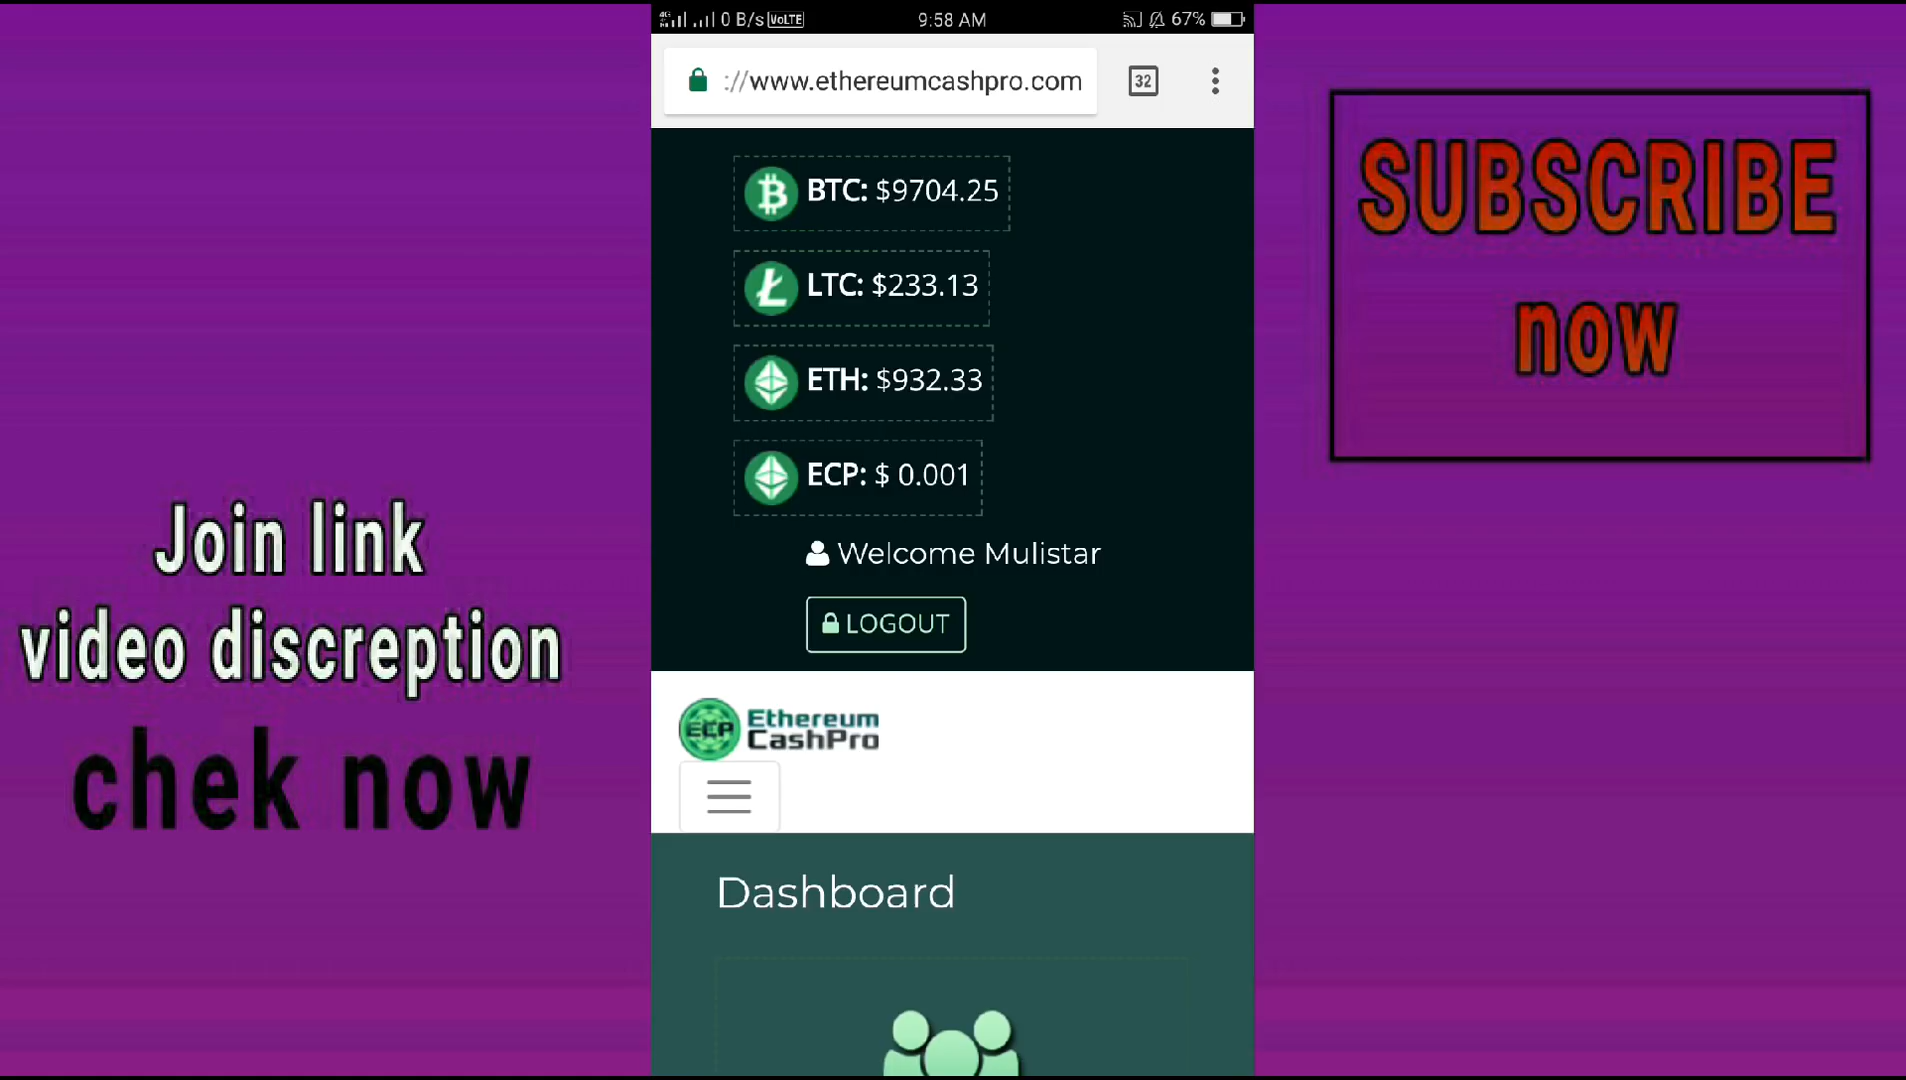 0 B/s VoLTE 9:58 AM 67%
://www.ethereumcashpro.com 32
BTC: $9704.25
LTC: $233.13
ETH: $932.33
ECP: $ 0.001
Welcome Mulistar
LOGOUT
ECP Ethereum
CashPro
Dashboard
Join link
video discreption
chek now
SUBSCRIBE
now